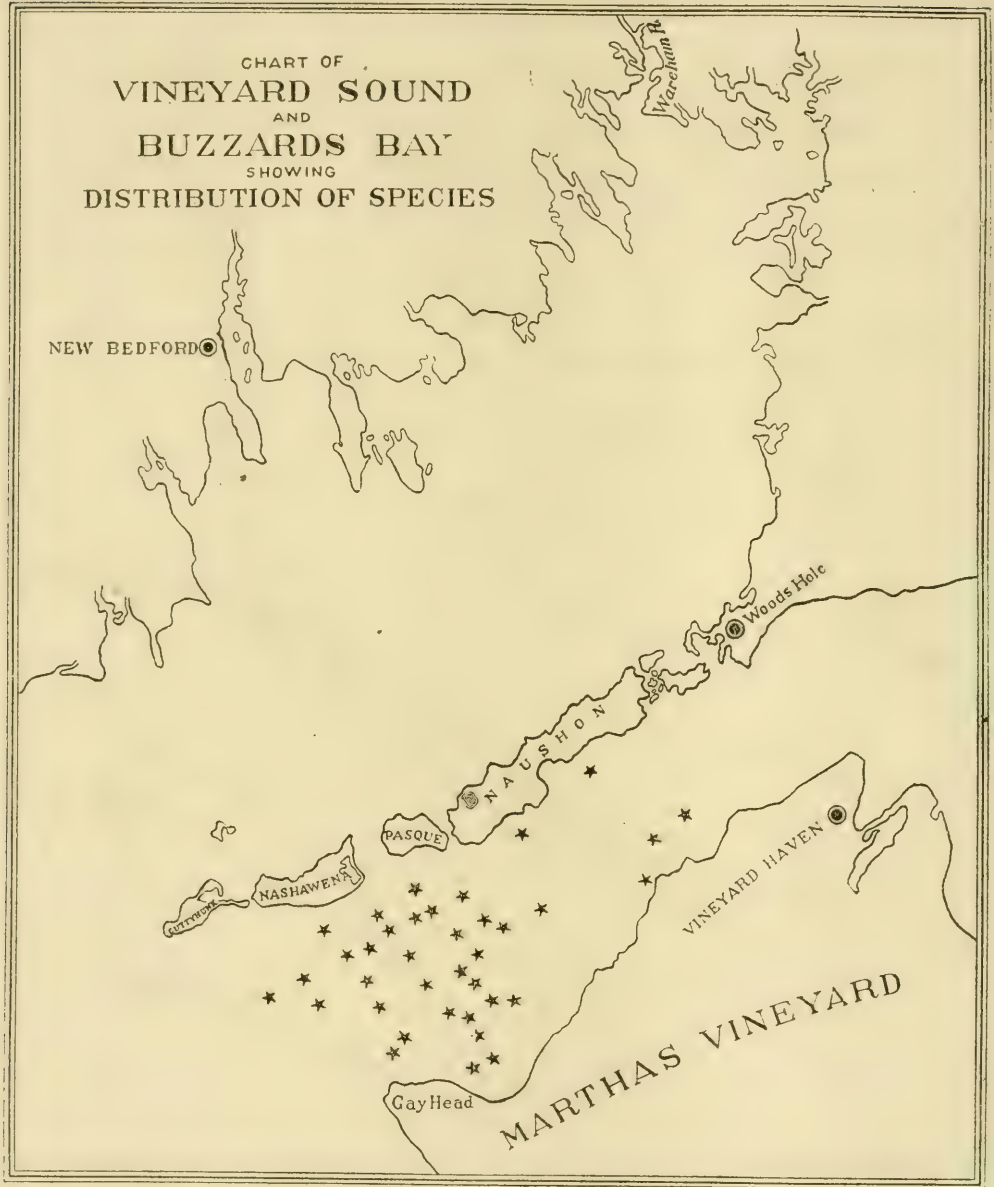 CHART OF
VINEYARD SOUND
AND
BUZZARDS BAY
SHOWING
DISTRIBUTION OF SPECIES
Wareham R
NEW BEDFORD
Woods Hole
NAUSHON
PASQUE
NASHAWENA
CUTTYHUNK
VINEYARD HAVEN
MARTHAS VINEYARD
Gay Head